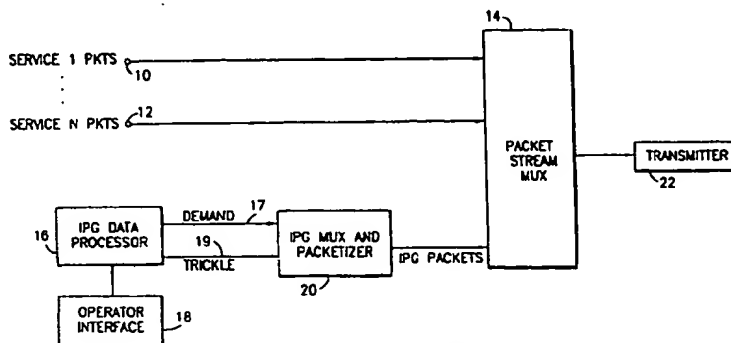 14
SERVICE 1 PKTS
10
SERVICE N PKTS
12
PACKET
STREAM
MUX
TRANSMITTER
22
IPG DATA
PROCESSOR
16
DEMAND
17
19
TRICKLE
IPG MUX AND
PACKETIZER
20
IPG PACKETS
OPERATOR
INTERFACE
18